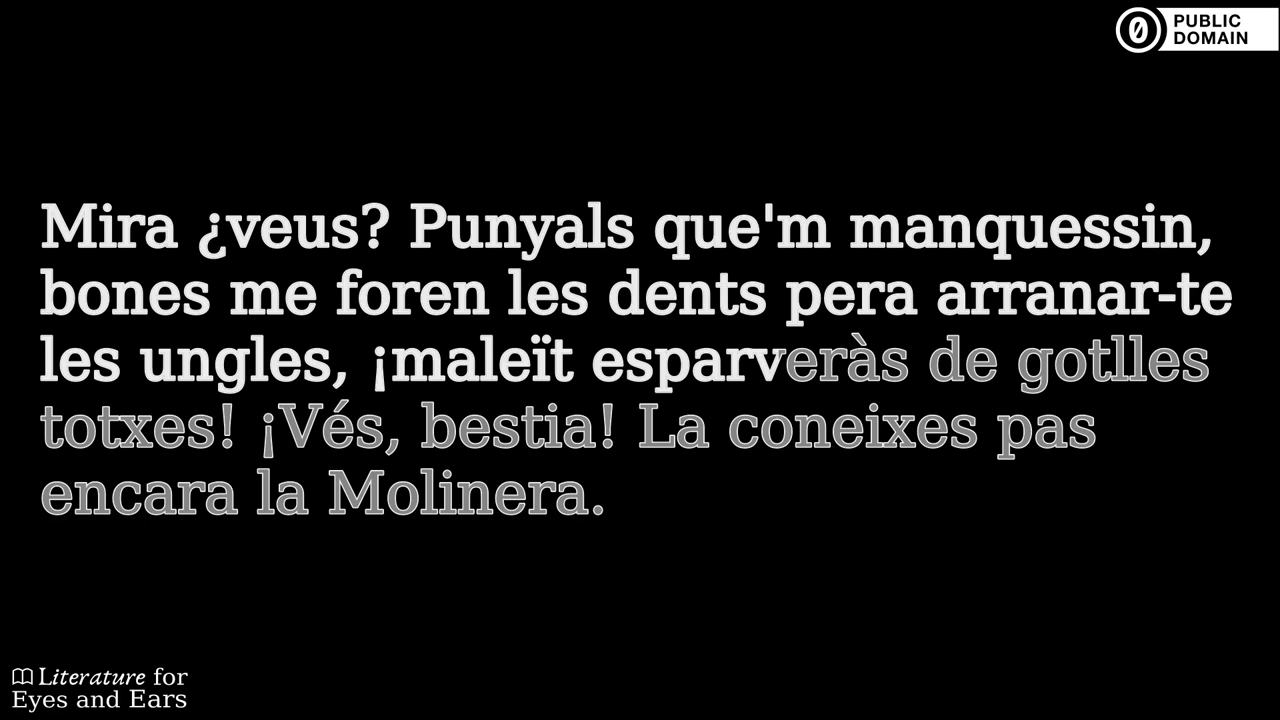 PUBLIC
DOMAIN
Mira ¿veus? Punyals que'm manquessin,
bones me foren les dents pera arranar-te
les ungles, ¡maleït esparveràs de gotlles
totxes! ¡Vés, bestia! La coneixes pas
encara la Molinera.
Literature for
Eyes and Ears